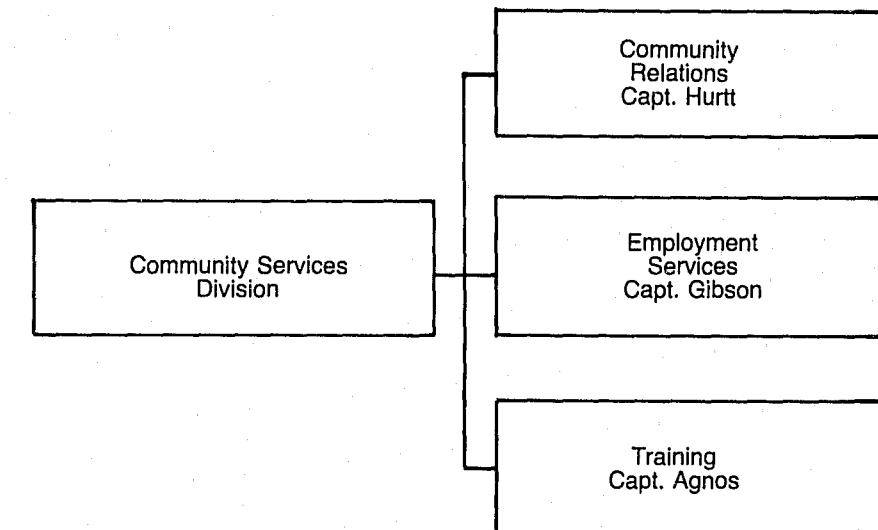 Community
Relations
Capt. Hurtt
Community Services
Division
Employment
Services
Capt. Gibson
Training
Capt. Agnos